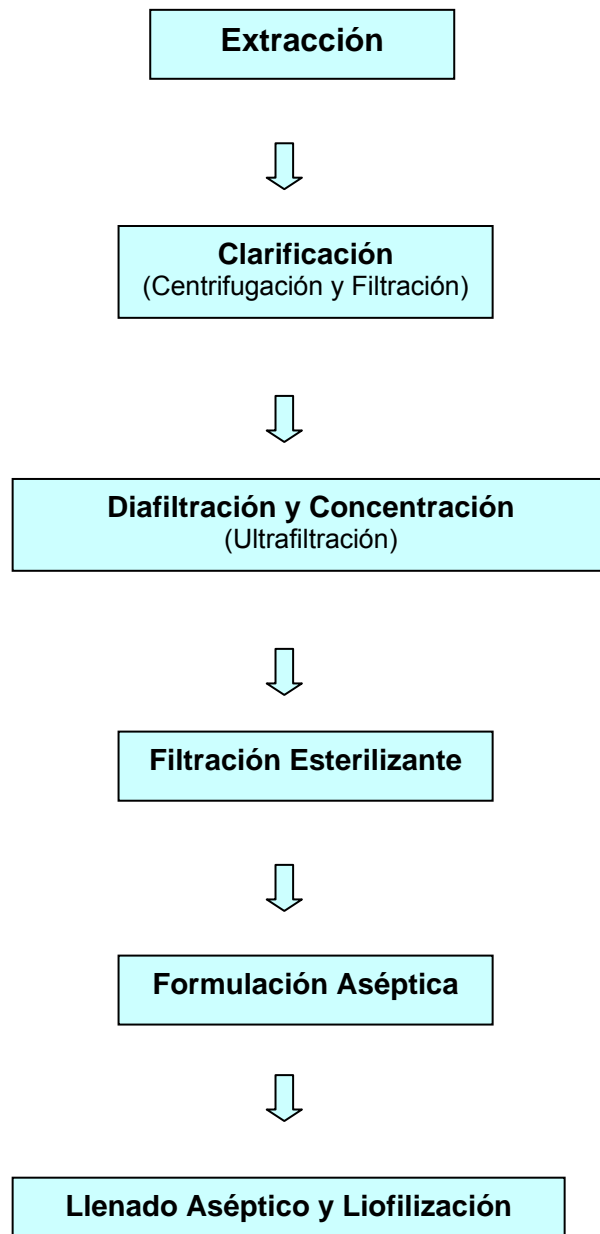 Extracción
Clarificación
(Centrifugación y Filtración)
Diafiltración y Concentración
(Ultrafiltración)
Filtración Esterilizante
Formulación Aséptica
Llenado Aséptico y Liofilización